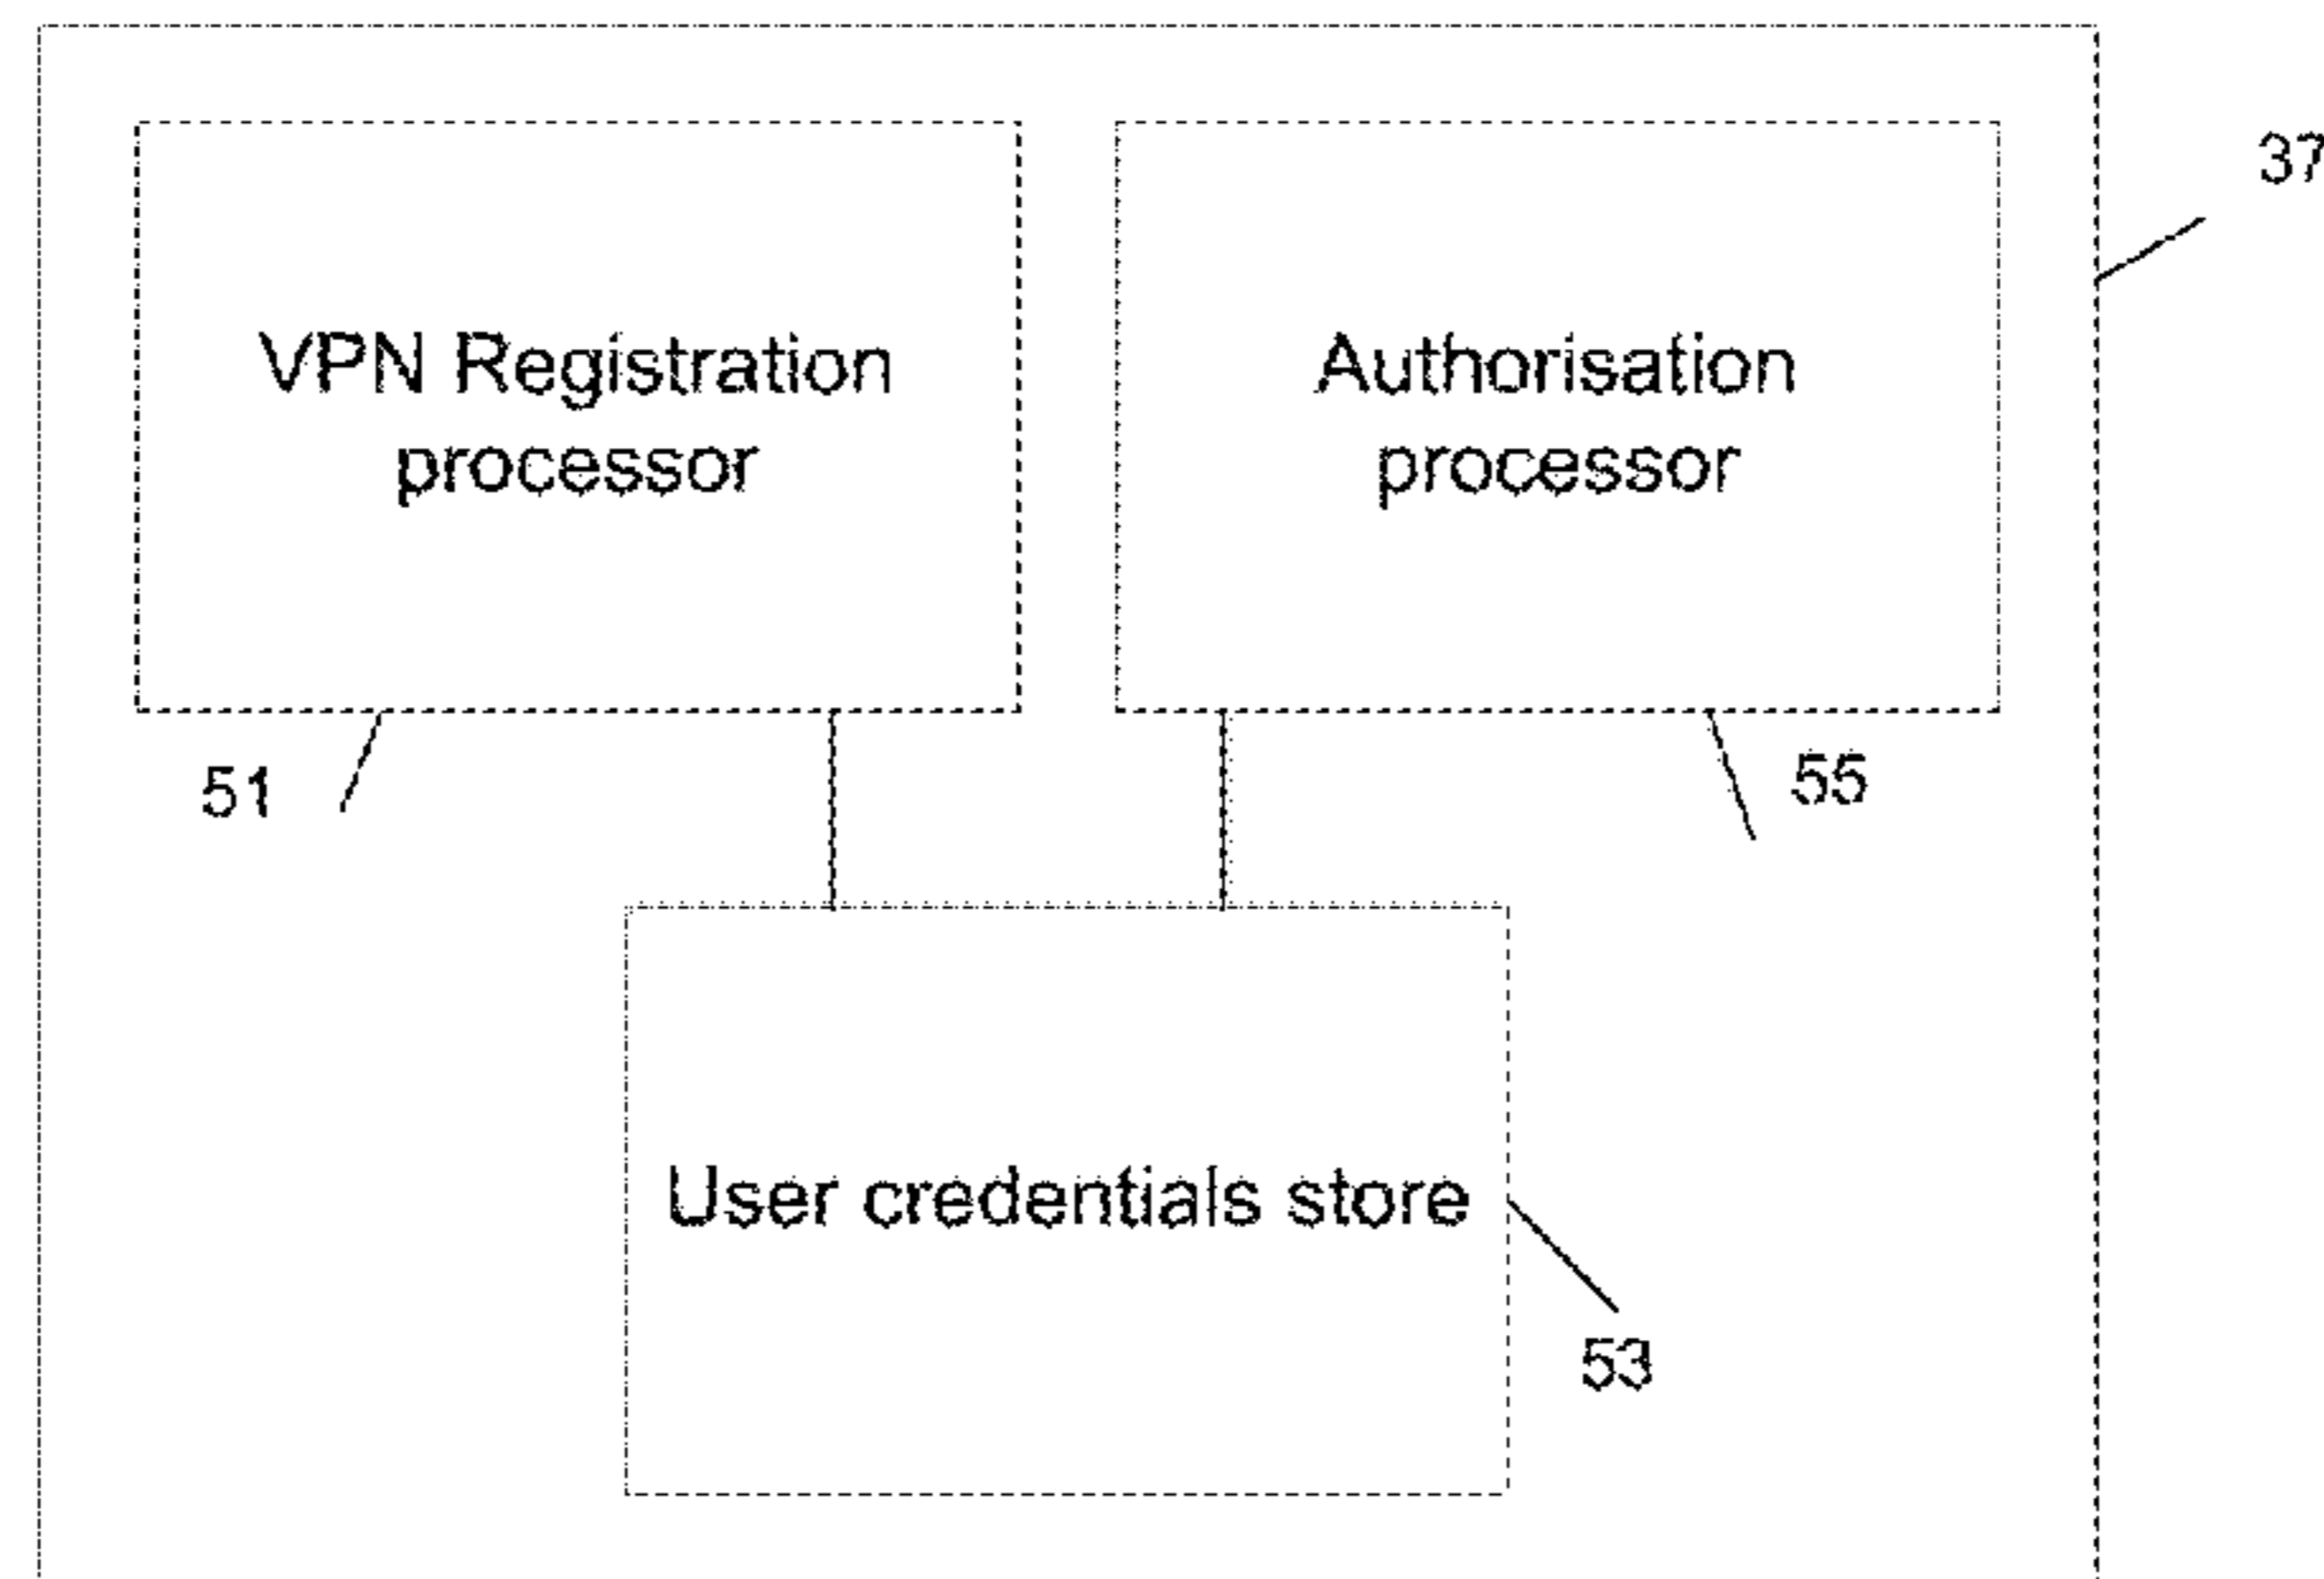 37
VPN Registration
processor
Authorisation
processor
51
55
User credentials store
53